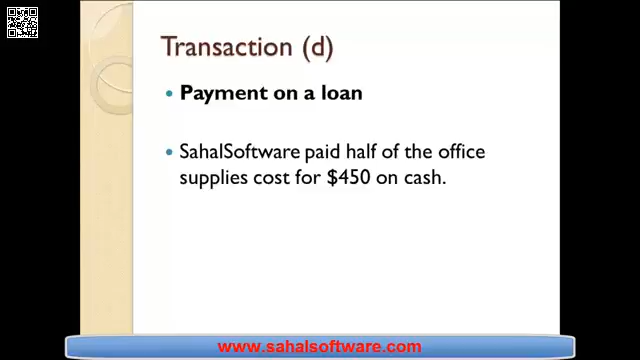 Transaction (d)
• Payment on a loan
• SahalSoftware paid half of the office
supplies cost for $450 on cash.
www.sahalsoftware.com